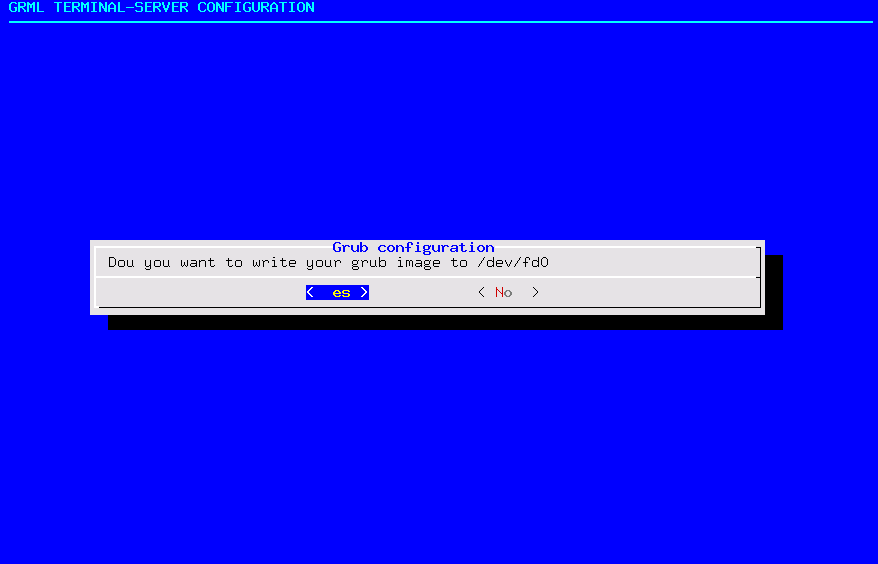 GRML TERMINAL-SERVER CONFIGURATION
Grub configuration
Dou you want to write your grub image to /dev/fd0
< es > < No >